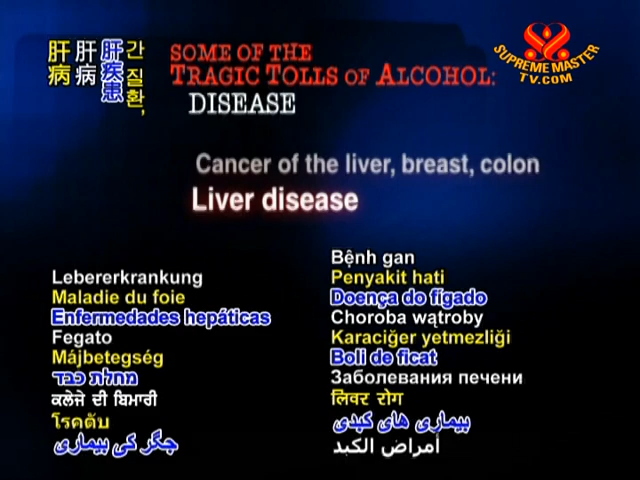 肝病
肝病
肝疾患
간 질환,
SOME OF THE
TRAGIC TOLLS OF ALCOHOL:
DISEASE
SUPREME MASTER
TV.COM
Cancer of the liver, breast, colon
Liver disease
Lebererkrankung
Maladie du foie
Enfermedades hepáticas
Fegato
Májbetegség
מחלת כבד
ਕਲੇਜੇ ਦੀ ਬਿਮਾਰੀ
โรคตับ
جگر کی بیماری
Bệnh gan
Penyakit hati
Doença do fígado
Choroba wątroby
Karaciğer yetmezliği
Boli de ficat
Заболевания печени
लिवर रोग
بیماری های کبدی
أمراض الكبد